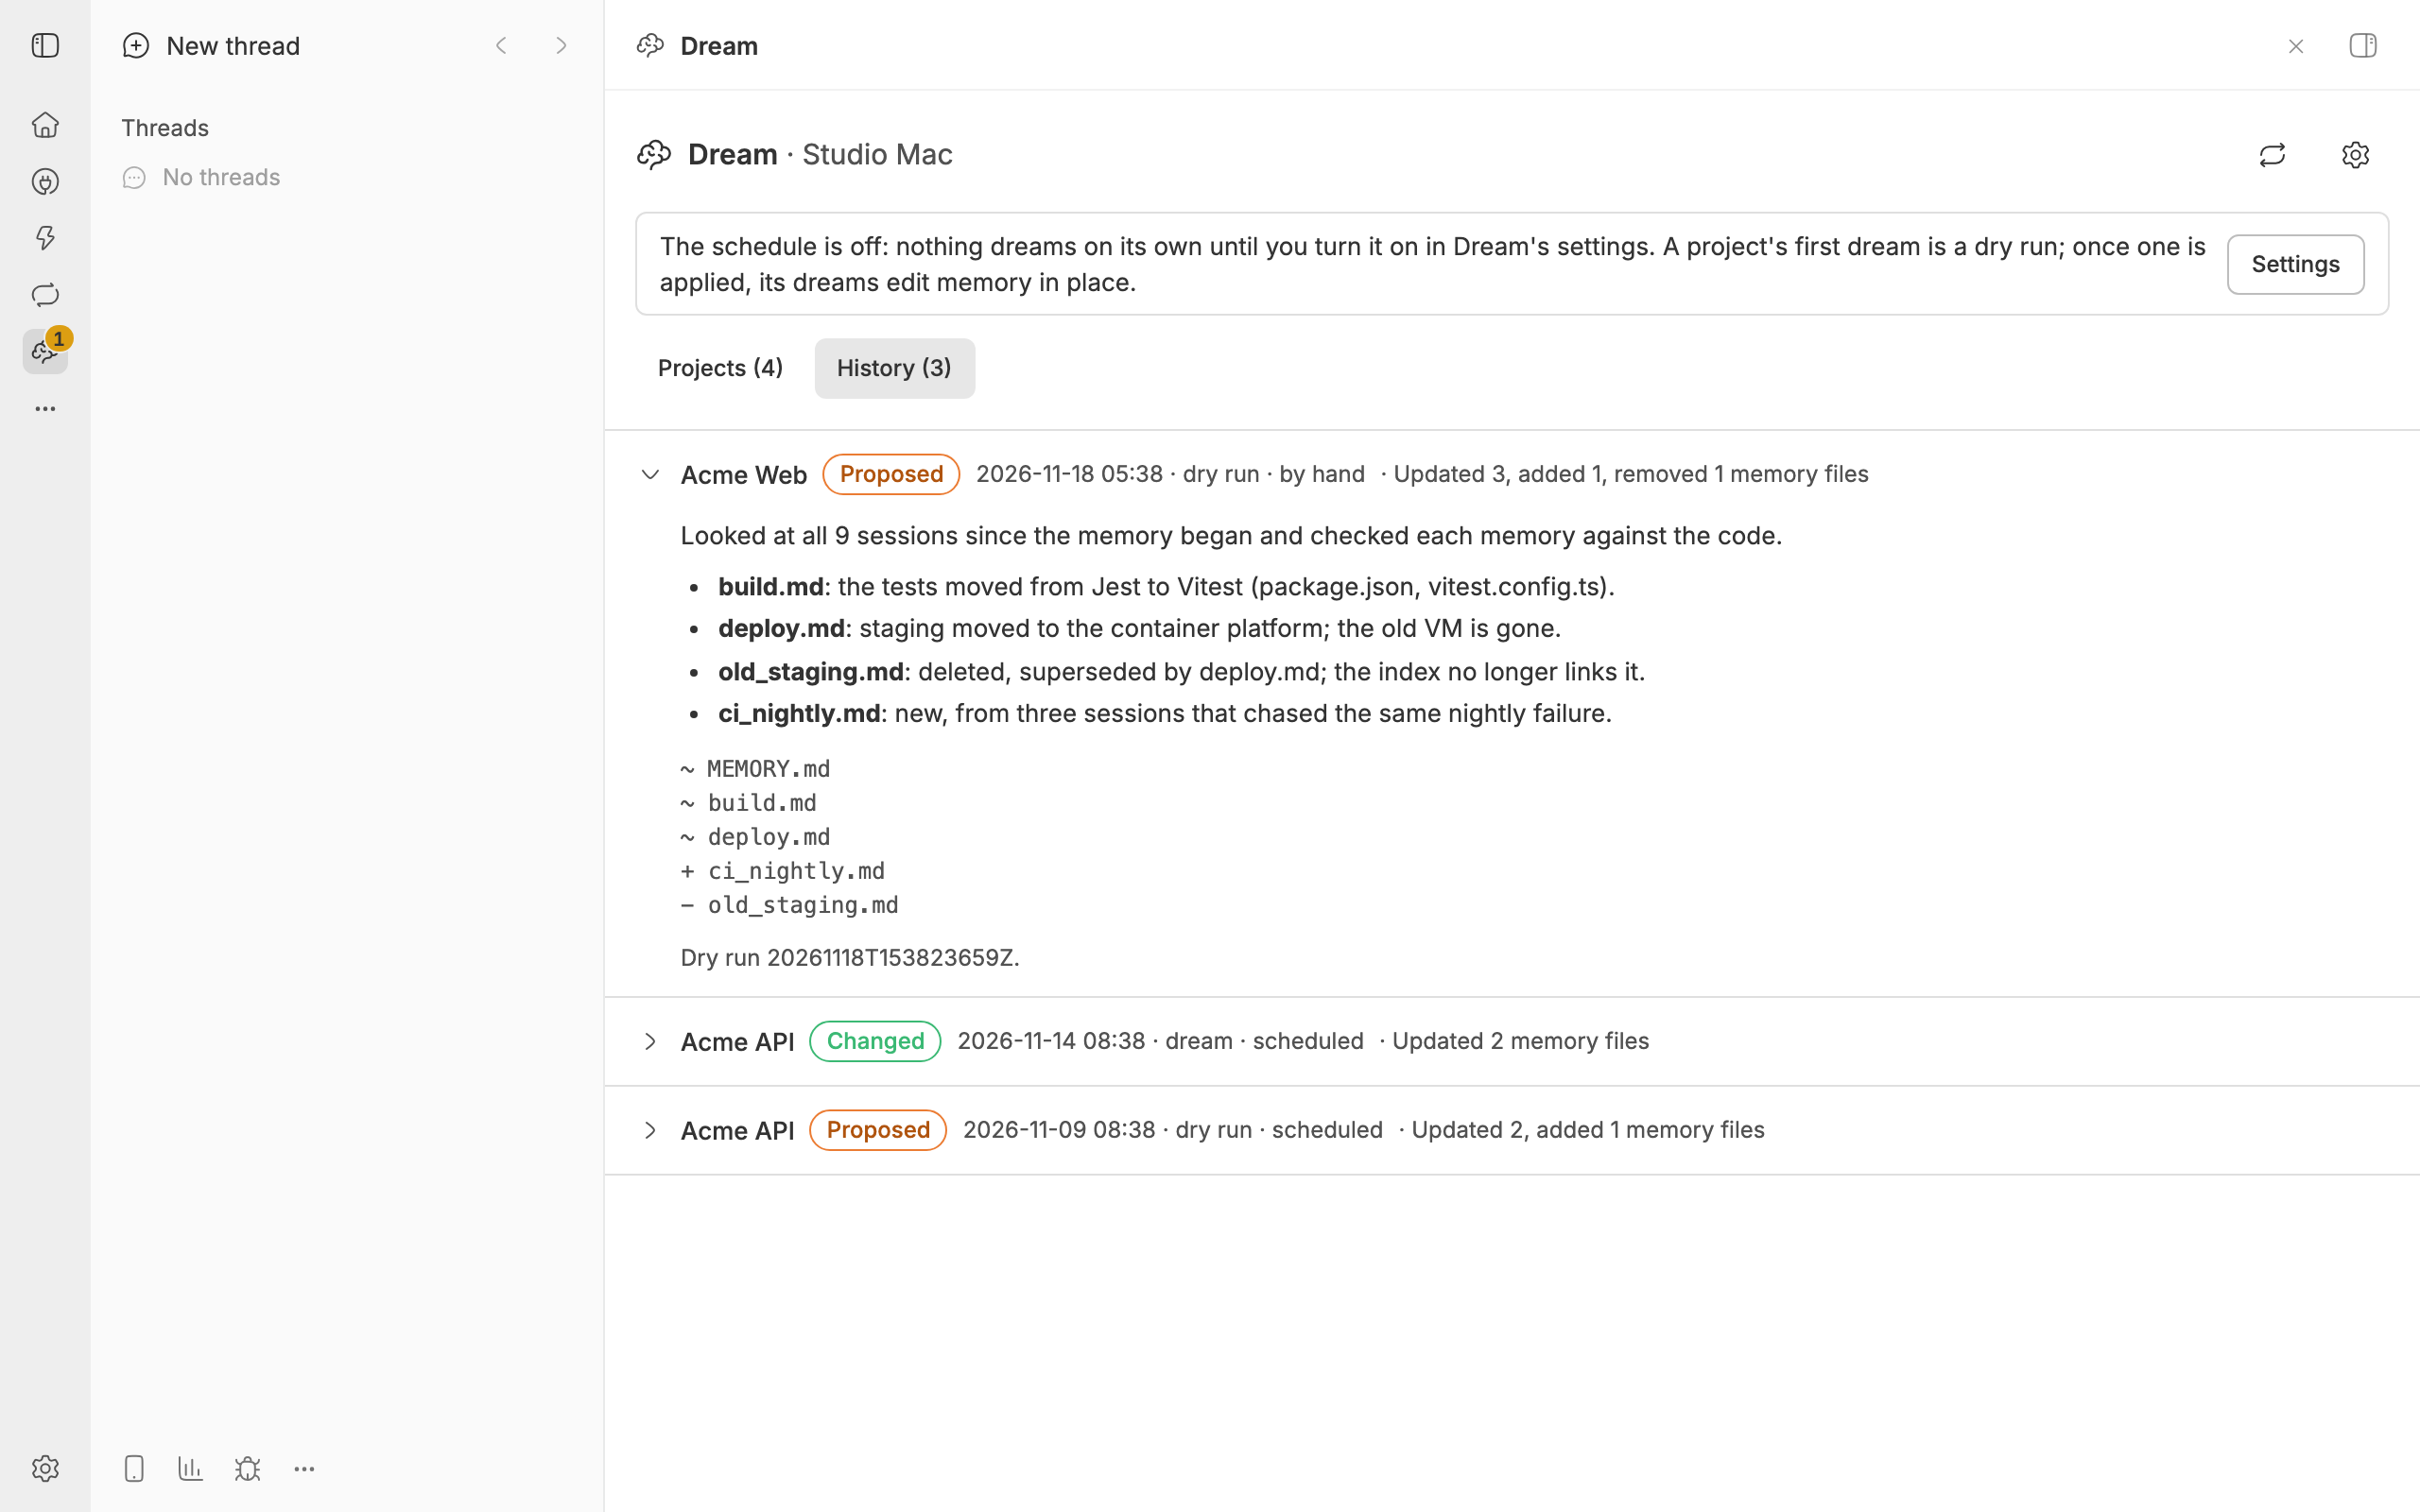 New thread
Threads
No threads
1
Dream
Dream · Studio Mac
The schedule is off: nothing dreams on its own until you turn it on in Dream's settings. A project's first dream is a dry run; once one is
applied, its dreams edit memory in place.
Settings
Projects (4)
History (3)
Acme Web Proposed 2026-11-18 05:38 · dry run · by hand · Updated 3, added 1, removed 1 memory files
Looked at all 9 sessions since the memory began and checked each memory against the code.
• build.md: the tests moved from Jest to Vitest (package.json, vitest.config.ts).
• deploy.md: staging moved to the container platform; the old VM is gone.
• old_staging.md: deleted, superseded by deploy.md; the index no longer links it.
• ci_nightly.md: new, from three sessions that chased the same nightly failure.
~ MEMORY.md
~ build.md
~ deploy.md
+ ci_nightly.md
− old_staging.md
Dry run 20261118T153823659Z.
Acme API Changed 2026-11-14 08:38 · dream · scheduled · Updated 2 memory files
Acme API Proposed 2026-11-09 08:38 · dry run · scheduled · Updated 2, added 1 memory files